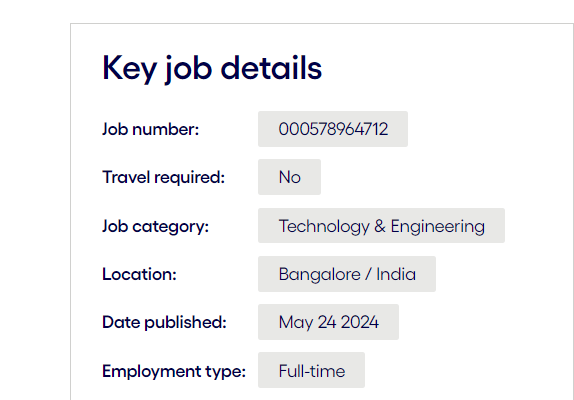 Key job details
Job number: 000578964712
Travel required: No
Job category: Technology & Engineering
Location: Bangalore / India
Date published: May 24 2024
Employment type: Full-time